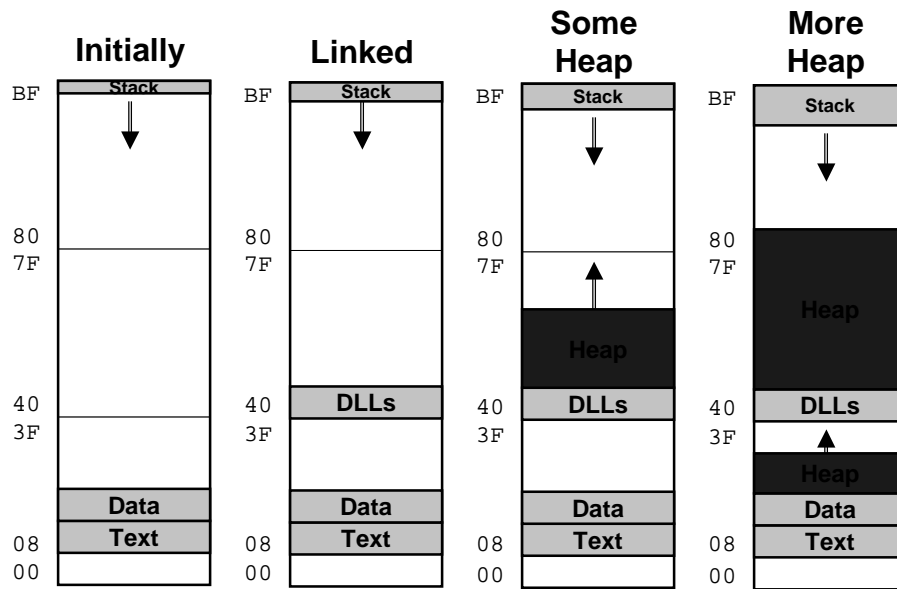 Initially
BF
Stack
80
7F
40
3F
Data
Text
08
00
Linked
BF
Stack
80
7F
DLLs
40
3F
Data
Text
08
00
Some
Heap
BF
Stack
80
7F
Heap
DLLs
40
3F
Data
Text
08
00
More
Heap
BF
Stack
80
7F
Heap
DLLs
40
3F
Heap
Data
Text
08
00